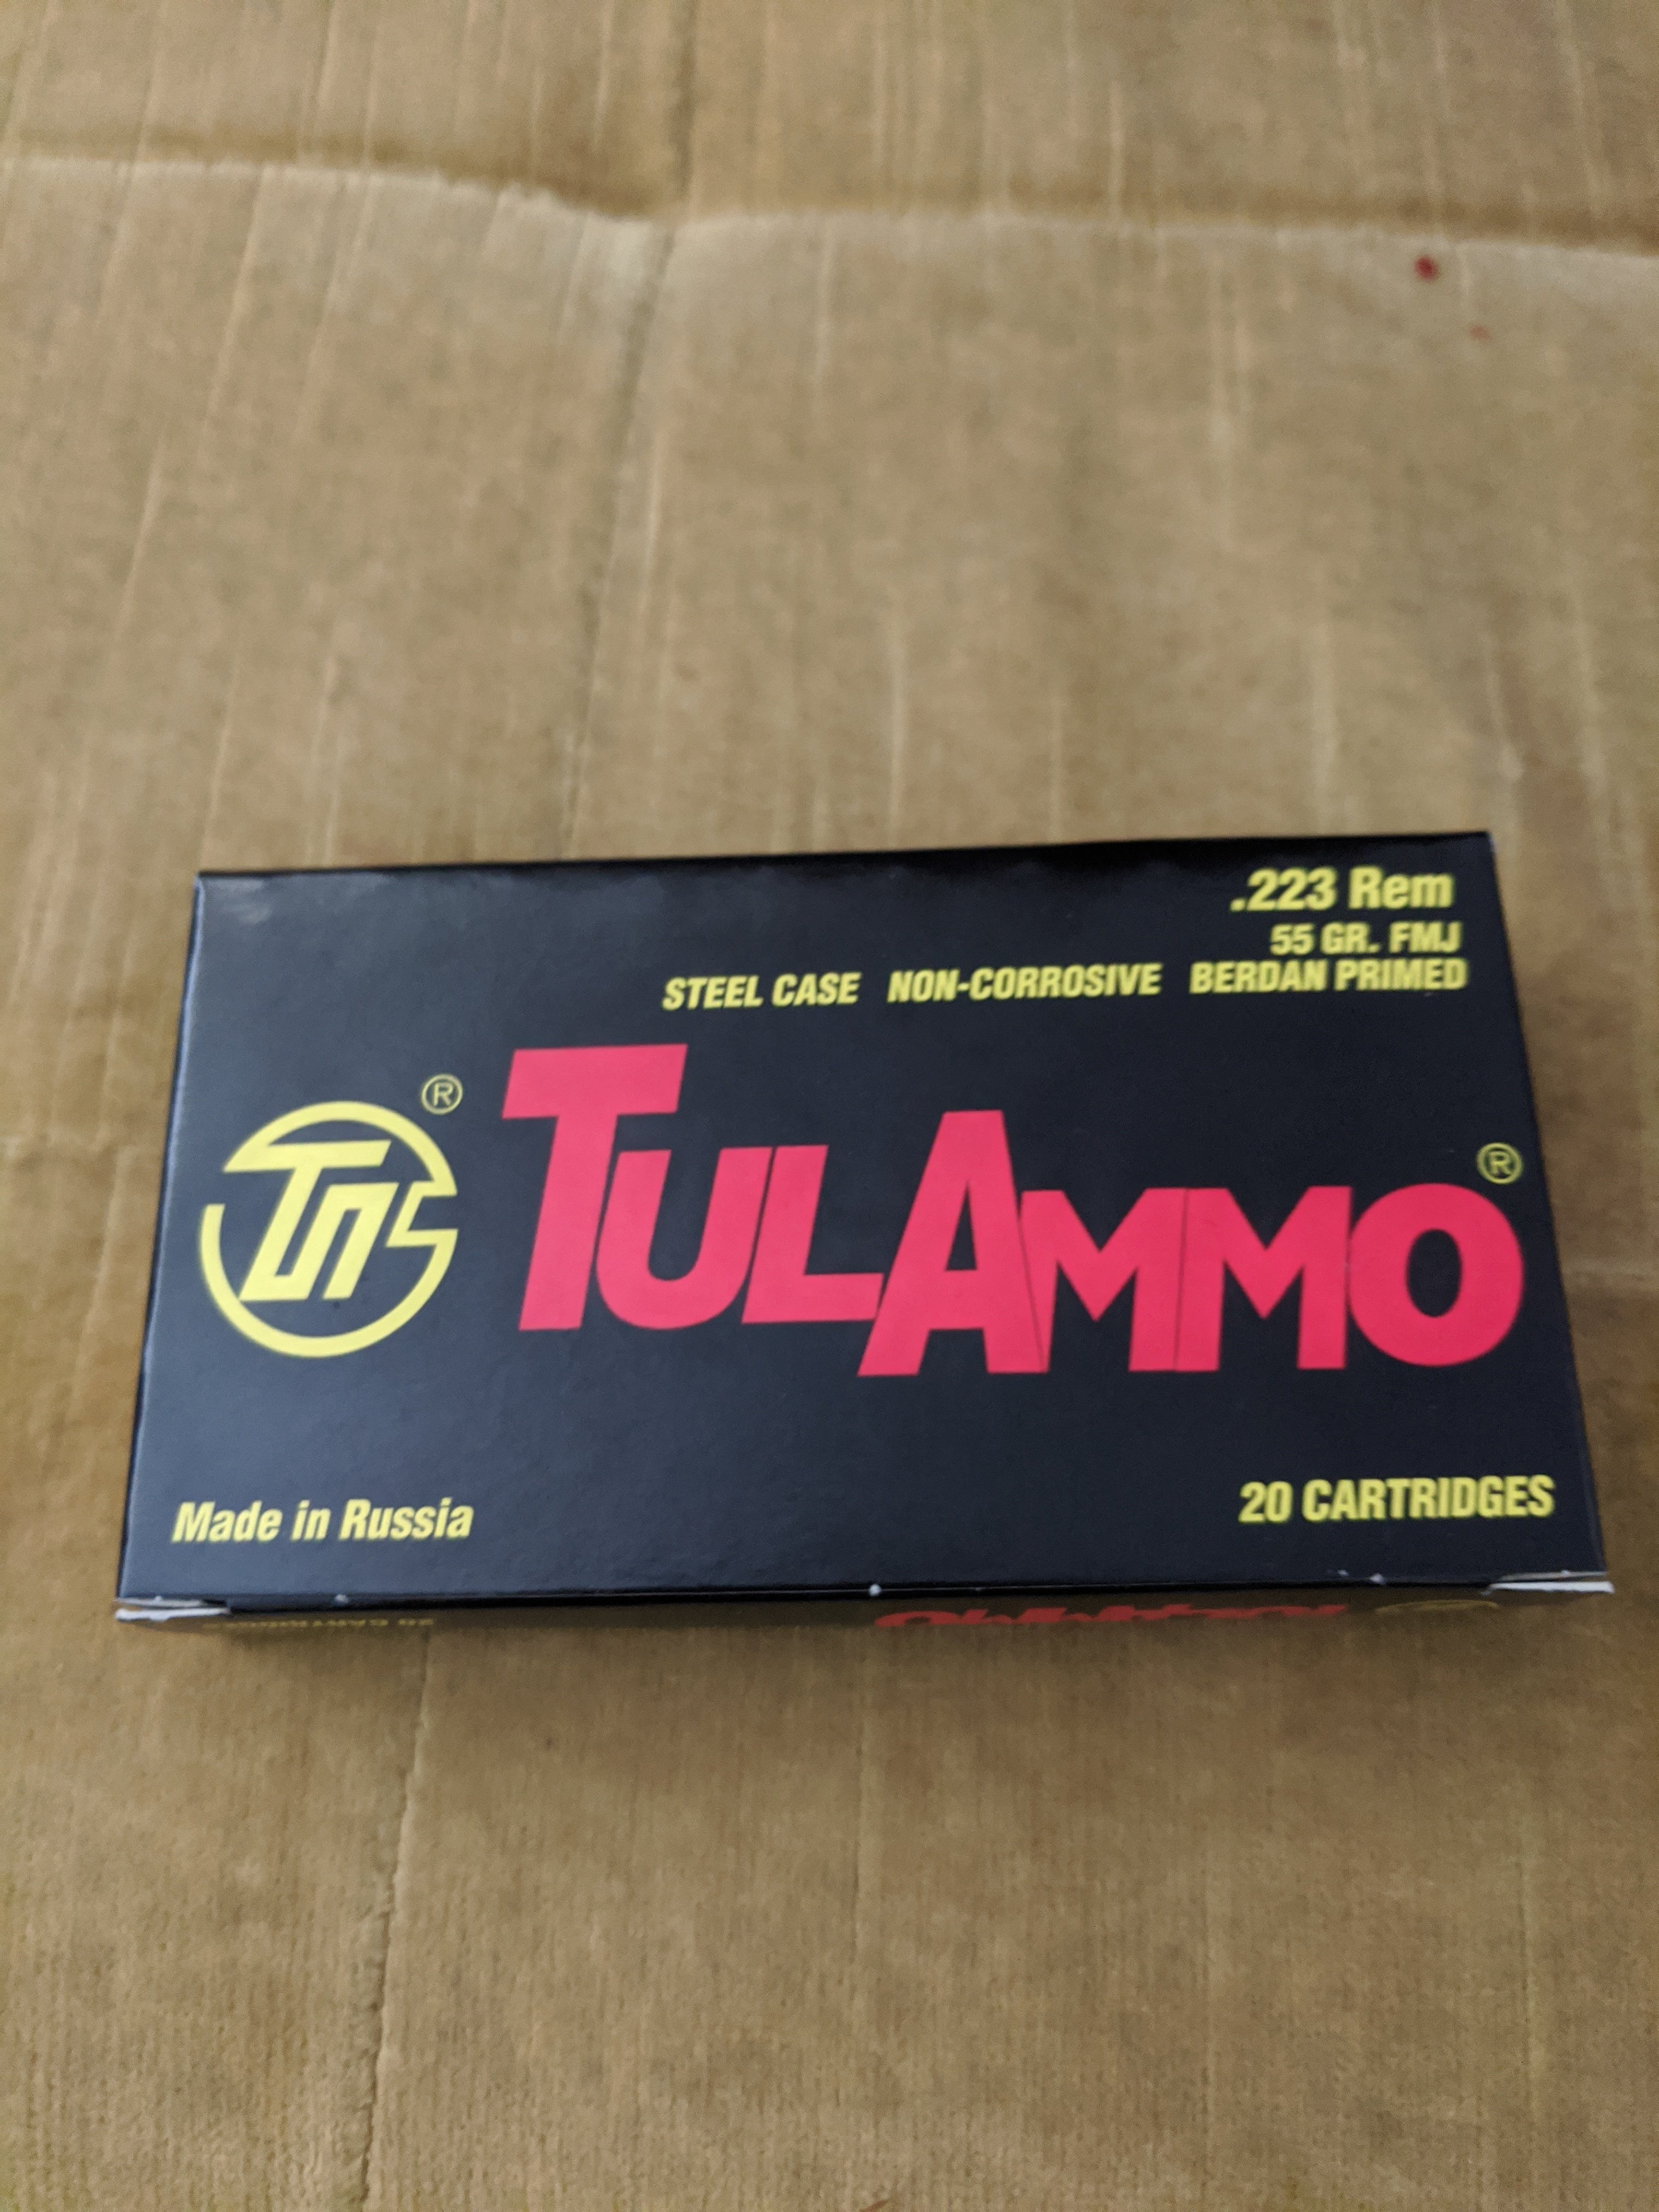 .223 Rem
55 GR. FMJ
STEEL CASE NON-CORROSIVE BERDAN PRIMED
®
TULAMMO®
Made in Russia
20 CARTRIDGES